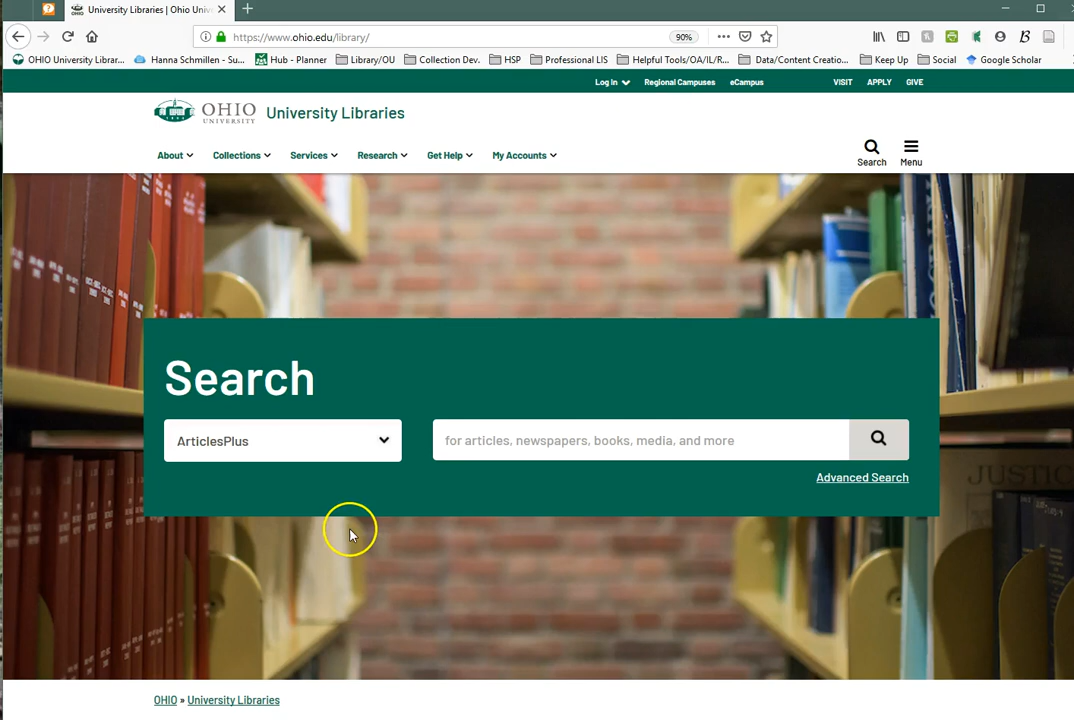 University Libraries | Ohio Univ
https://www.ohio.edu/library/
90%
OHIO University Librar...
Hanna Schmillen - Su...
Hub - Planner
Library/OU
Collection Dev.
HSP
Professional LIS
Helpful Tools/OA/IL/R...
Data/Content Creatio...
Keep Up
Social
Google Scholar
Log In
Regional Campuses
eCampus
VISIT
APPLY
GIVE
OHIO
UNIVERSITY
University Libraries
About
Collections
Services
Research
Get Help
My Accounts
Search
Menu
Search
ArticlesPlus
for articles, newspapers, books, media, and more
Advanced Search
JUSTIC
OHIO » University Libraries